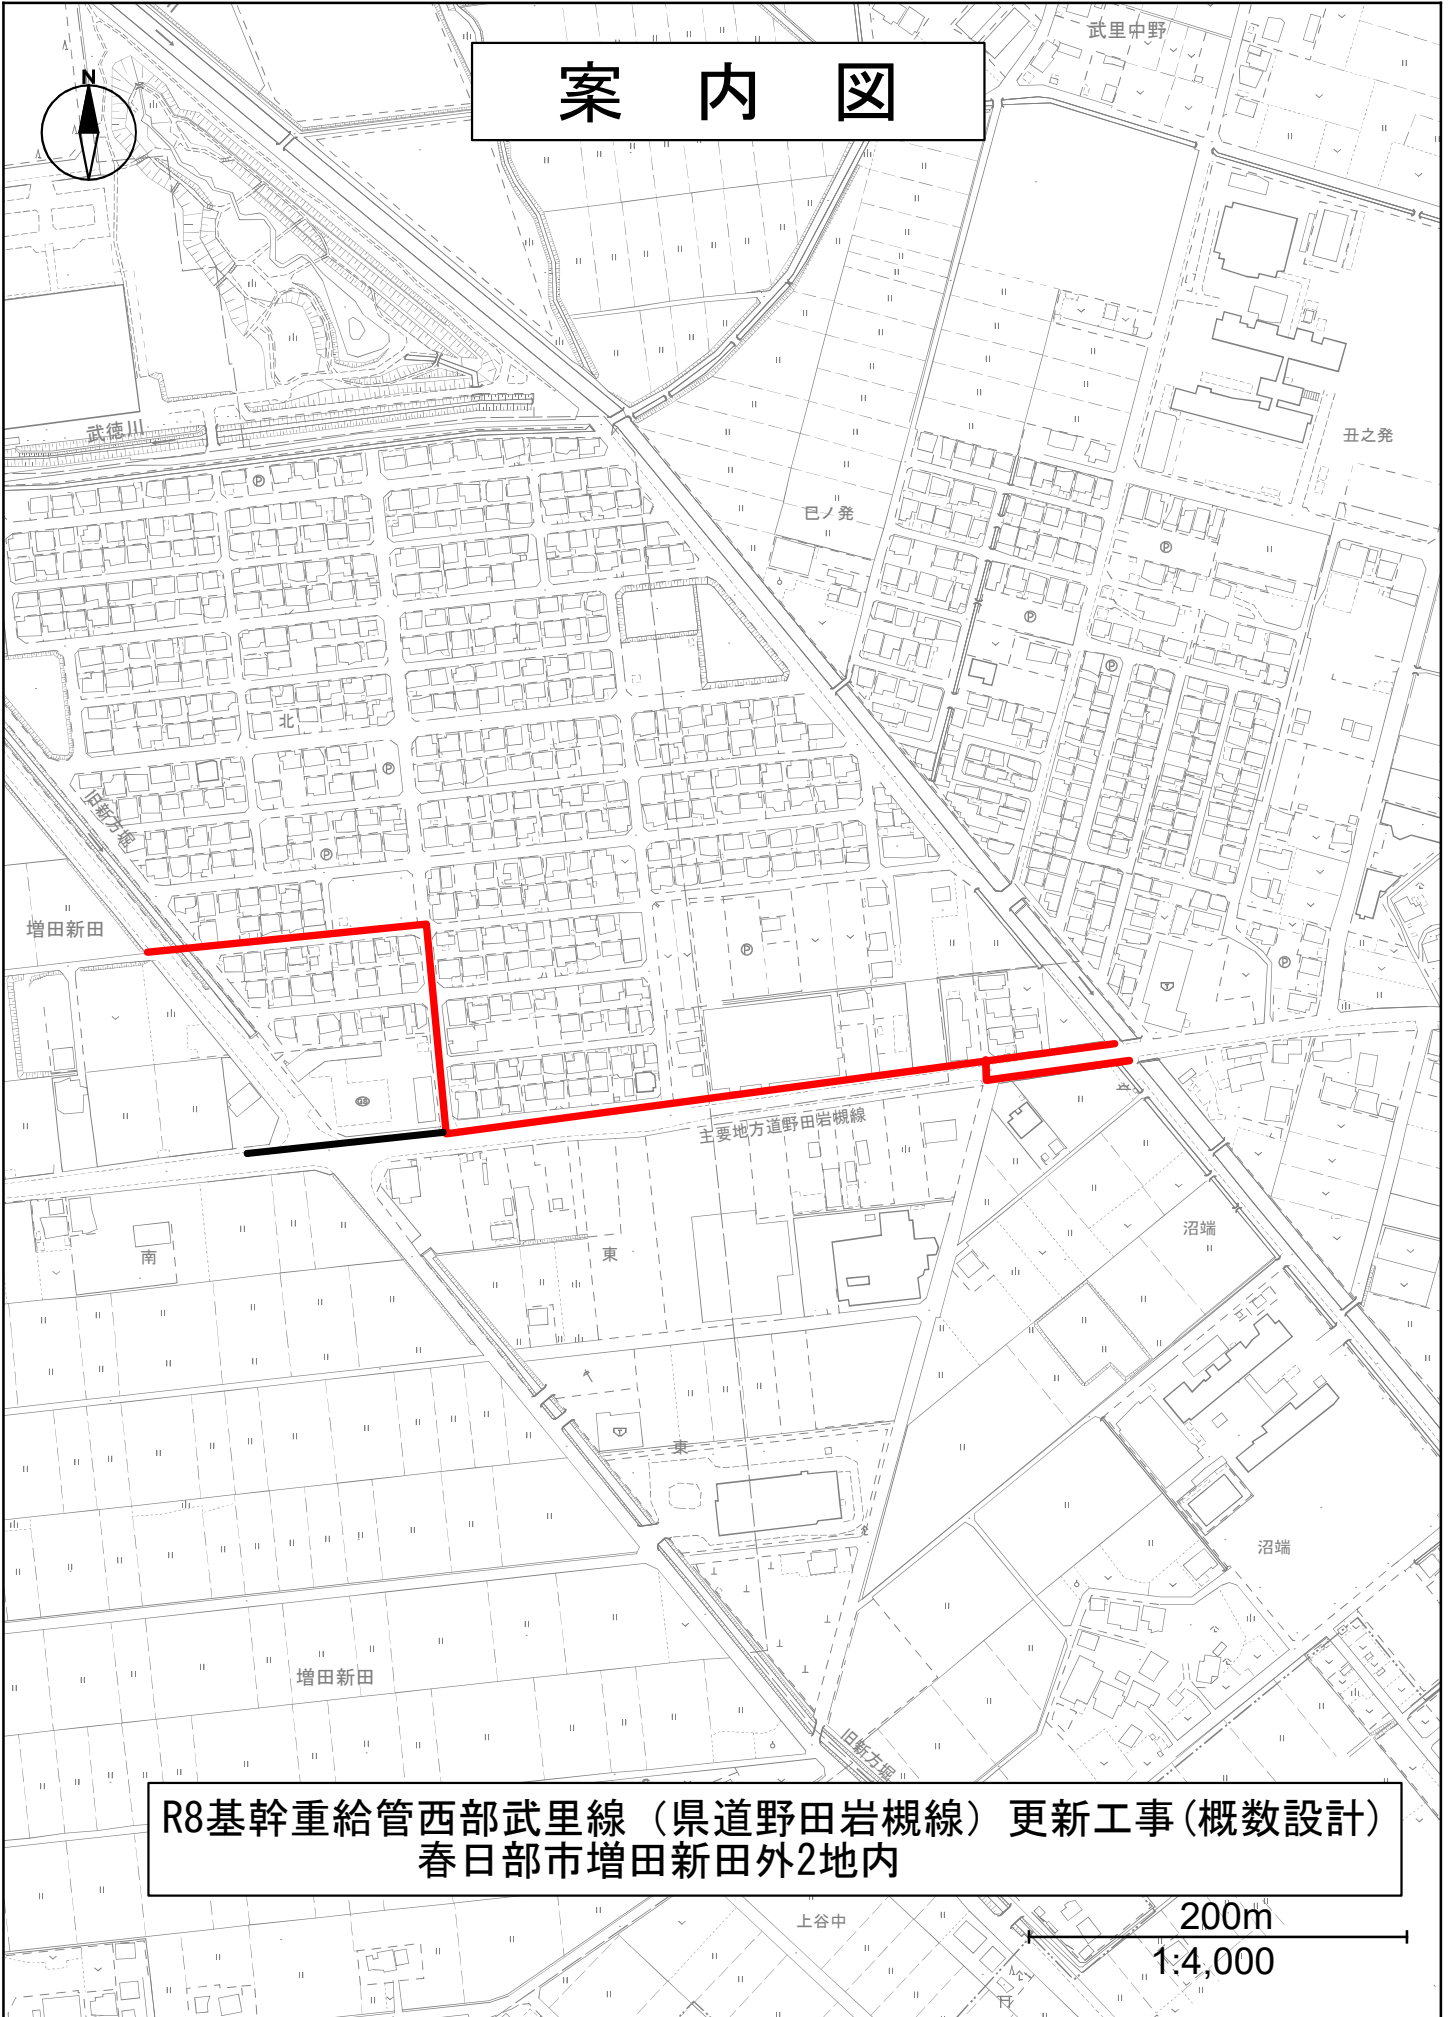 武里中野
案 内 図
N
武徳川
丑之発
巳ノ発
北
旧新方堀
増田新田
主要地方道野田岩槻線
沼端
南
東
東
沼端
増田新田
旧新方堀
R8基幹重給管西部武里線（県道野田岩槻線）更新工事(概数設計)
春日部市増田新田外2地内
上谷中
200m
1:4,000